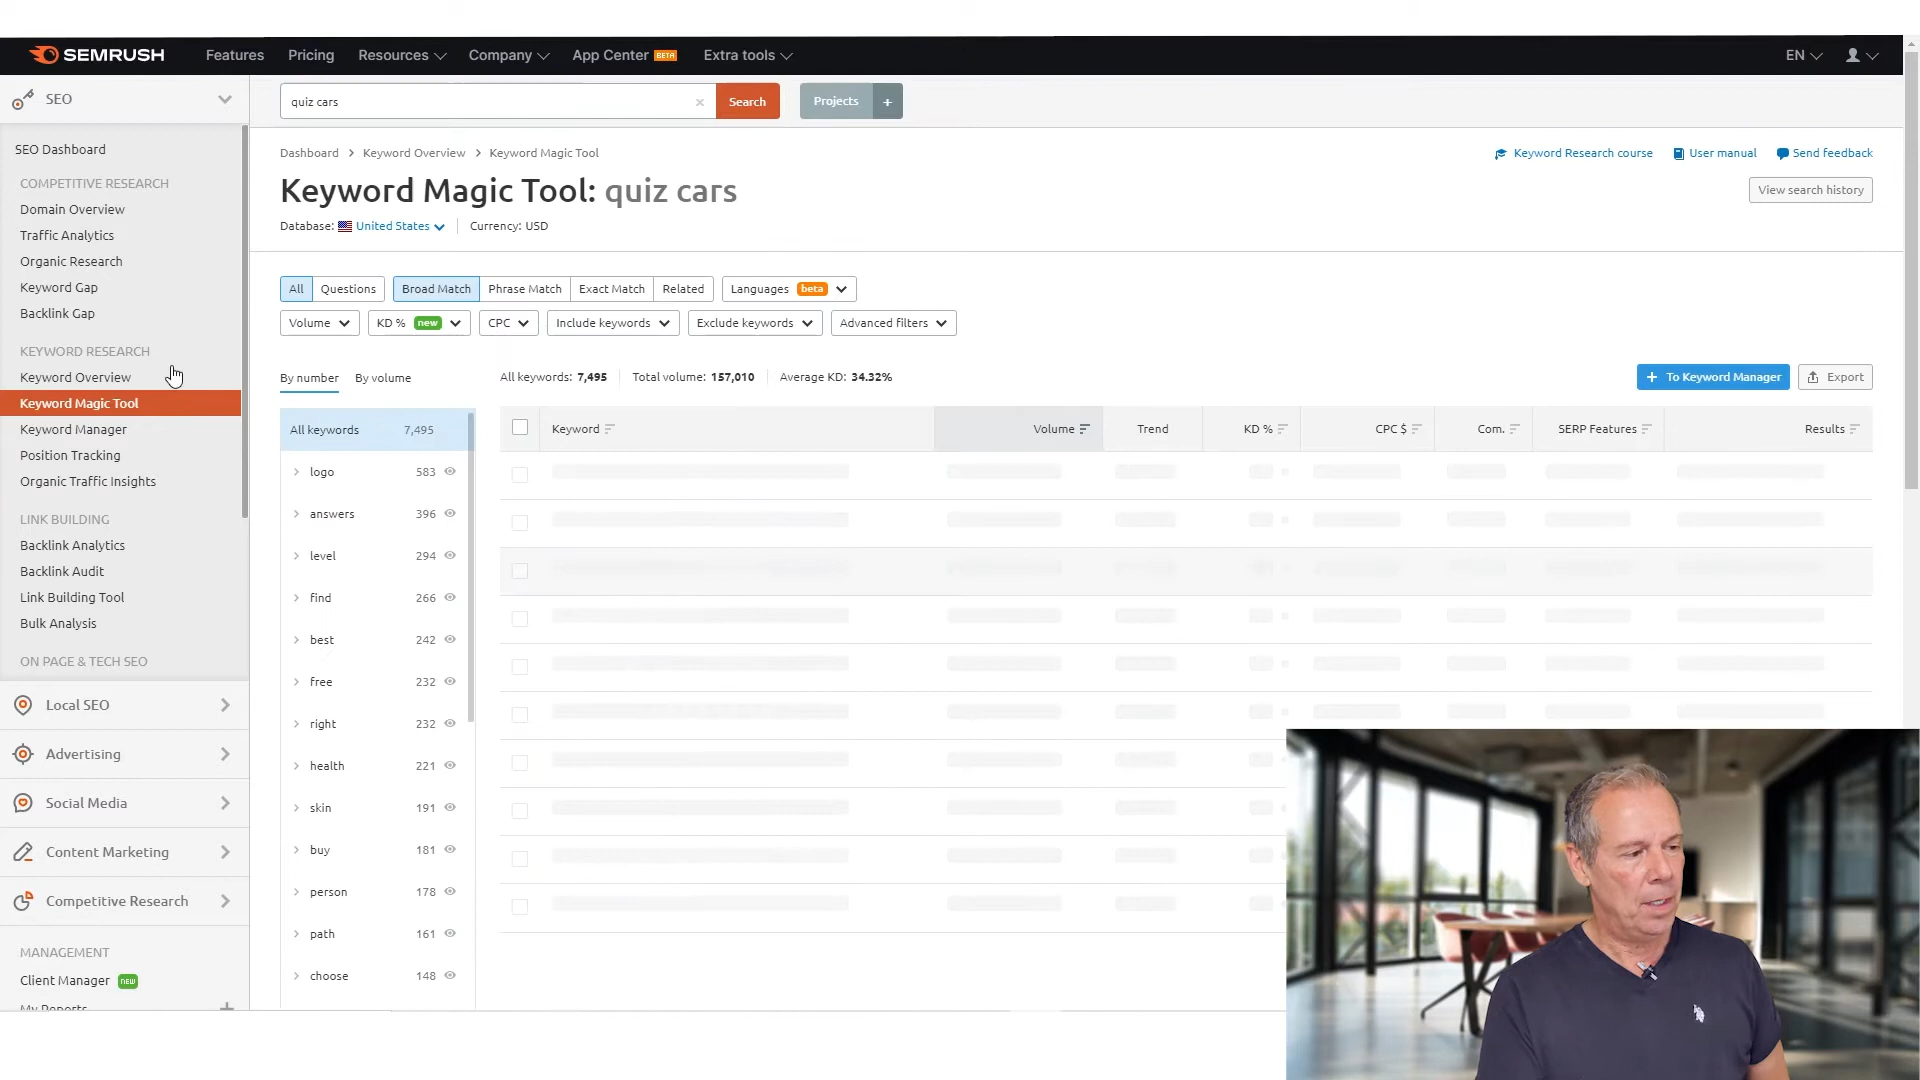 SEMRUSH Features Pricing Resources Company App Center BETA Extra tools EN
SEO
quiz cars × Search Projects +
SEO Dashboard
COMPETITIVE RESEARCH
Domain Overview
Traffic Analytics
Organic Research
Keyword Gap
Backlink Gap
KEYWORD RESEARCH
Keyword Overview
Keyword Magic Tool
Keyword Manager
Position Tracking
Organic Traffic Insights
LINK BUILDING
Backlink Analytics
Backlink Audit
Link Building Tool
Bulk Analysis
ON PAGE & TECH SEO
Local SEO
Advertising
Social Media
Content Marketing
Competitive Research
MANAGEMENT
Client Manager NEW
My Reports +
Dashboard > Keyword Overview > Keyword Magic Tool
Keyword Research course User manual Send feedback
Keyword Magic Tool: quiz cars
View search history
Database: United States Currency: USD
All Questions Broad Match Phrase Match Exact Match Related Languages beta
Volume KD % new CPC Include keywords Exclude keywords Advanced filters
By number By volume
All keywords: 7,495 Total volume: 157,010 Average KD: 34.32%
+ To Keyword Manager Export
All keywords 7,495
logo 583
answers 396
level 294
find 266
best 242
free 232
right 232
health 221
skin 191
buy 181
person 178
path 161
choose 148
Keyword Volume Trend KD % CPC $ Com. SERP Features Results